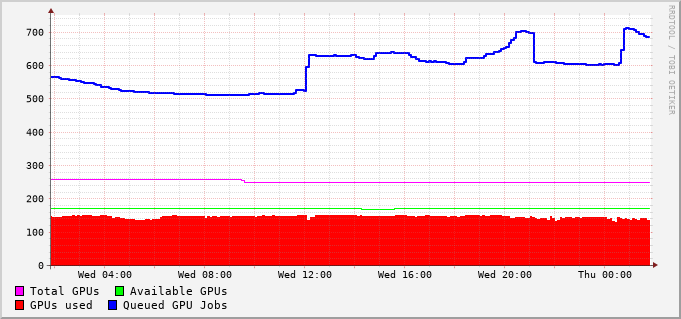 RRDTOOL / TOBI OETIKER
700
600
500
400
300
200
100
0
Wed 04:00 Wed 08:00 Wed 12:00 Wed 16:00 Wed 20:00 Thu 00:00
Total GPUs Available GPUs
GPUs used Queued GPU Jobs